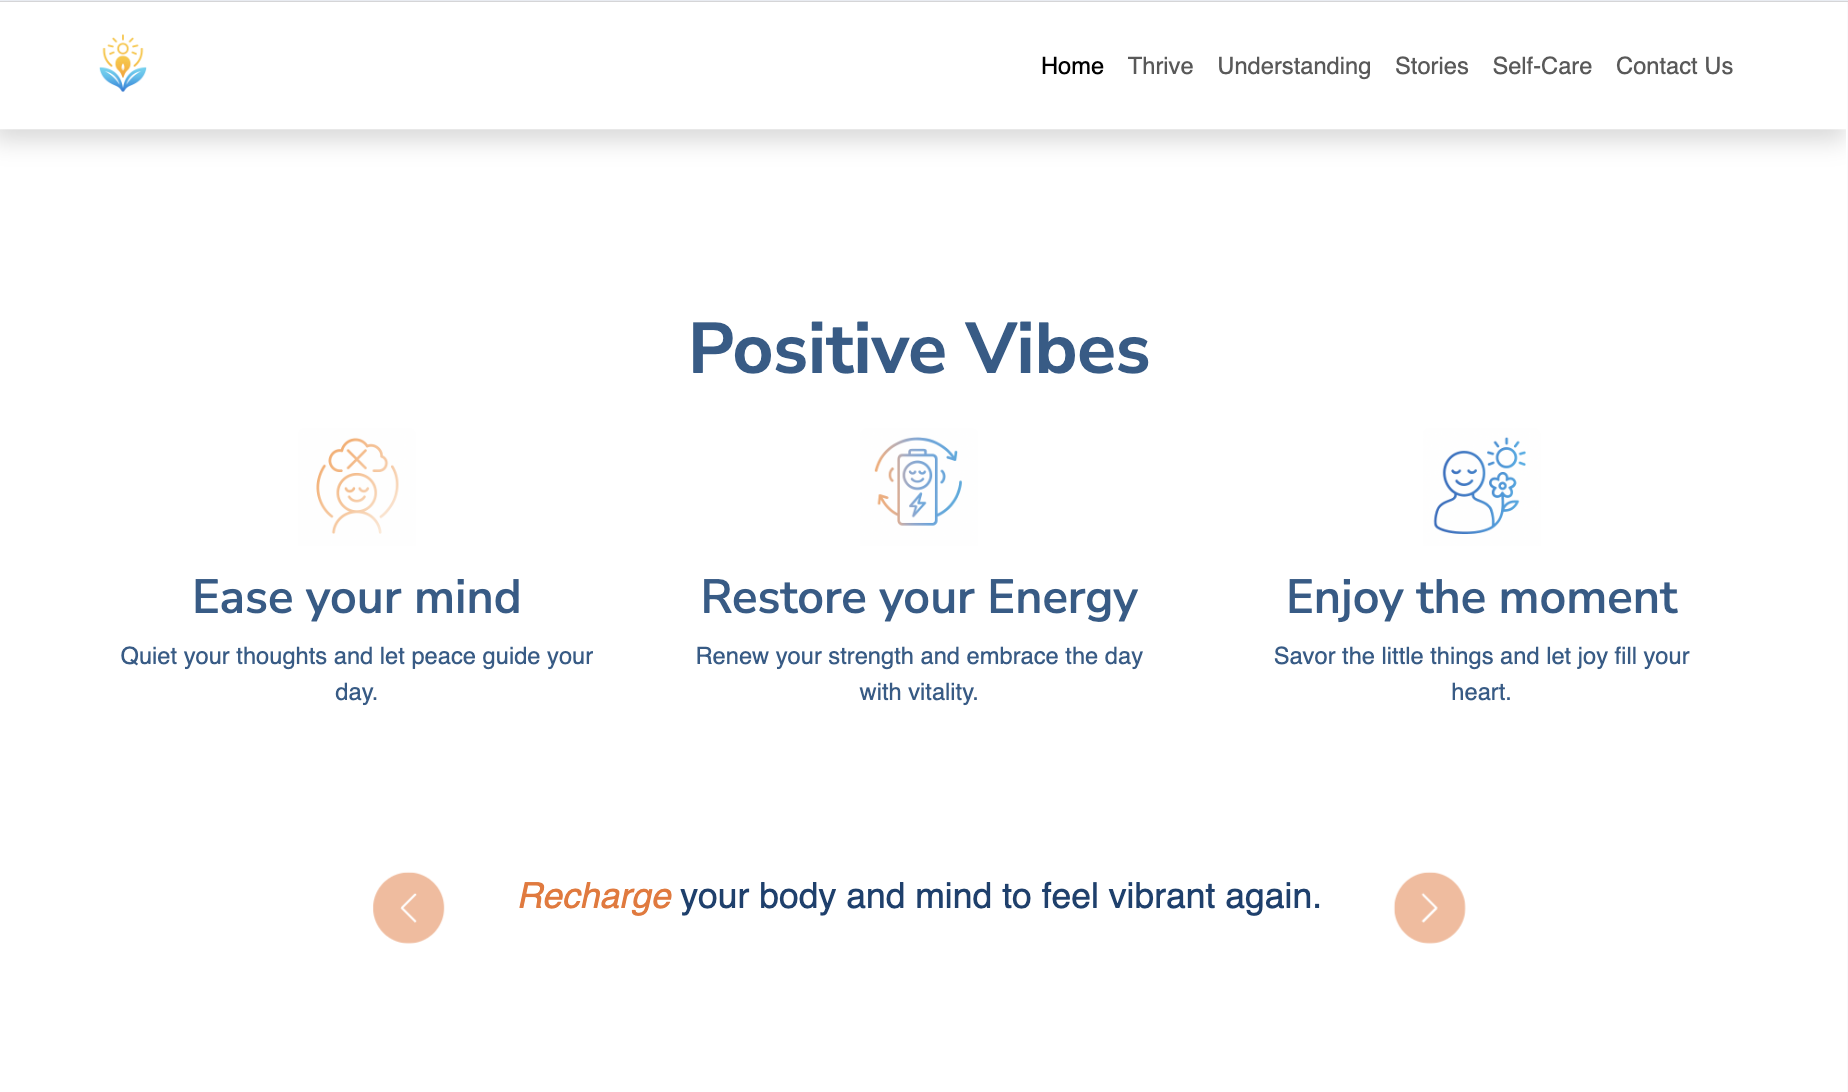 Home Thrive Understanding Stories Self-Care Contact Us
Positive Vibes
Ease your mind
Quiet your thoughts and let peace guide your
day.
Restore your Energy
Renew your strength and embrace the day
with vitality.
Enjoy the moment
Savor the little things and let joy fill your
heart.
Recharge your body and mind to feel vibrant again.